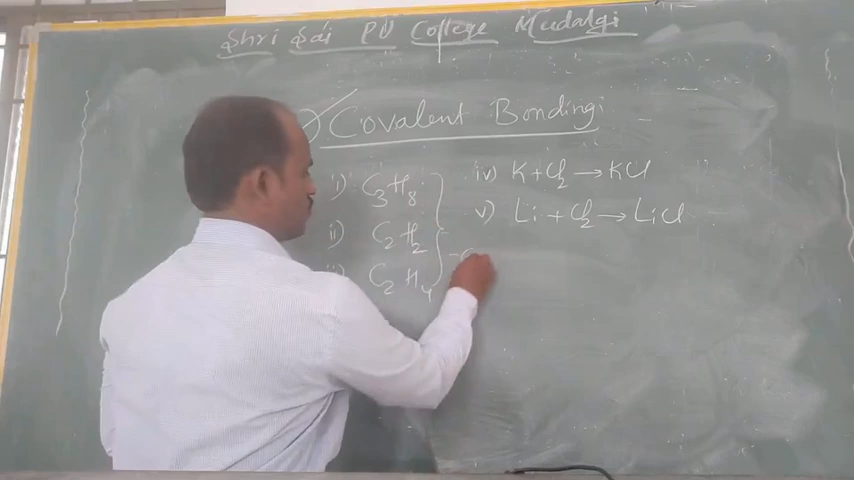 Shri Sai PU College Mudalgi
Covalent Bonding:
i) C3H8
ii) C2H2
C2H4
iv) K+Cl2→KCl
v) Li+Cl2→LiCl